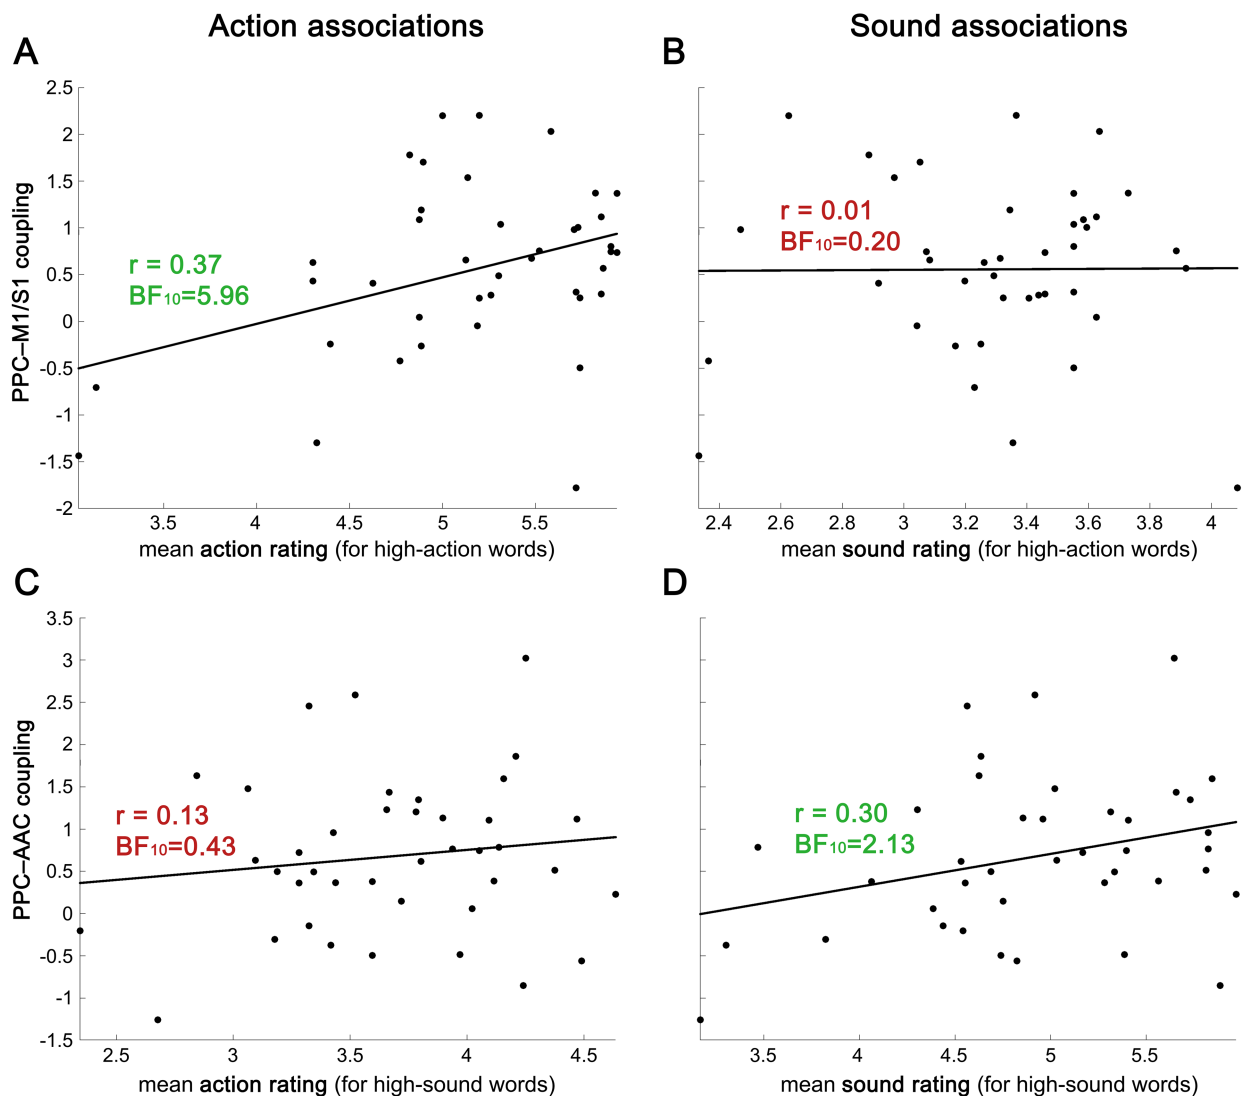 Action associations
Sound associations
A
B
2.5
2
1.5
1
0.5
0
-0.5
-1
-1.5
-2
PPC–M1/S1 coupling
r = 0.37
BF₁₀=5.96
3.5
4
4.5
5
5.5
mean action rating (for high-action words)
r = 0.01
BF₁₀=0.20
2.4
2.6
2.8
3
3.2
3.4
3.6
3.8
4
mean sound rating (for high-action words)
C
D
3.5
3
2.5
2
1.5
1
0.5
0
-0.5
-1
-1.5
PPC–AAC coupling
r = 0.13
BF₁₀=0.43
2.5
3
3.5
4
4.5
mean action rating (for high-sound words)
r = 0.30
BF₁₀=2.13
3.5
4
4.5
5
5.5
mean sound rating (for high-sound words)